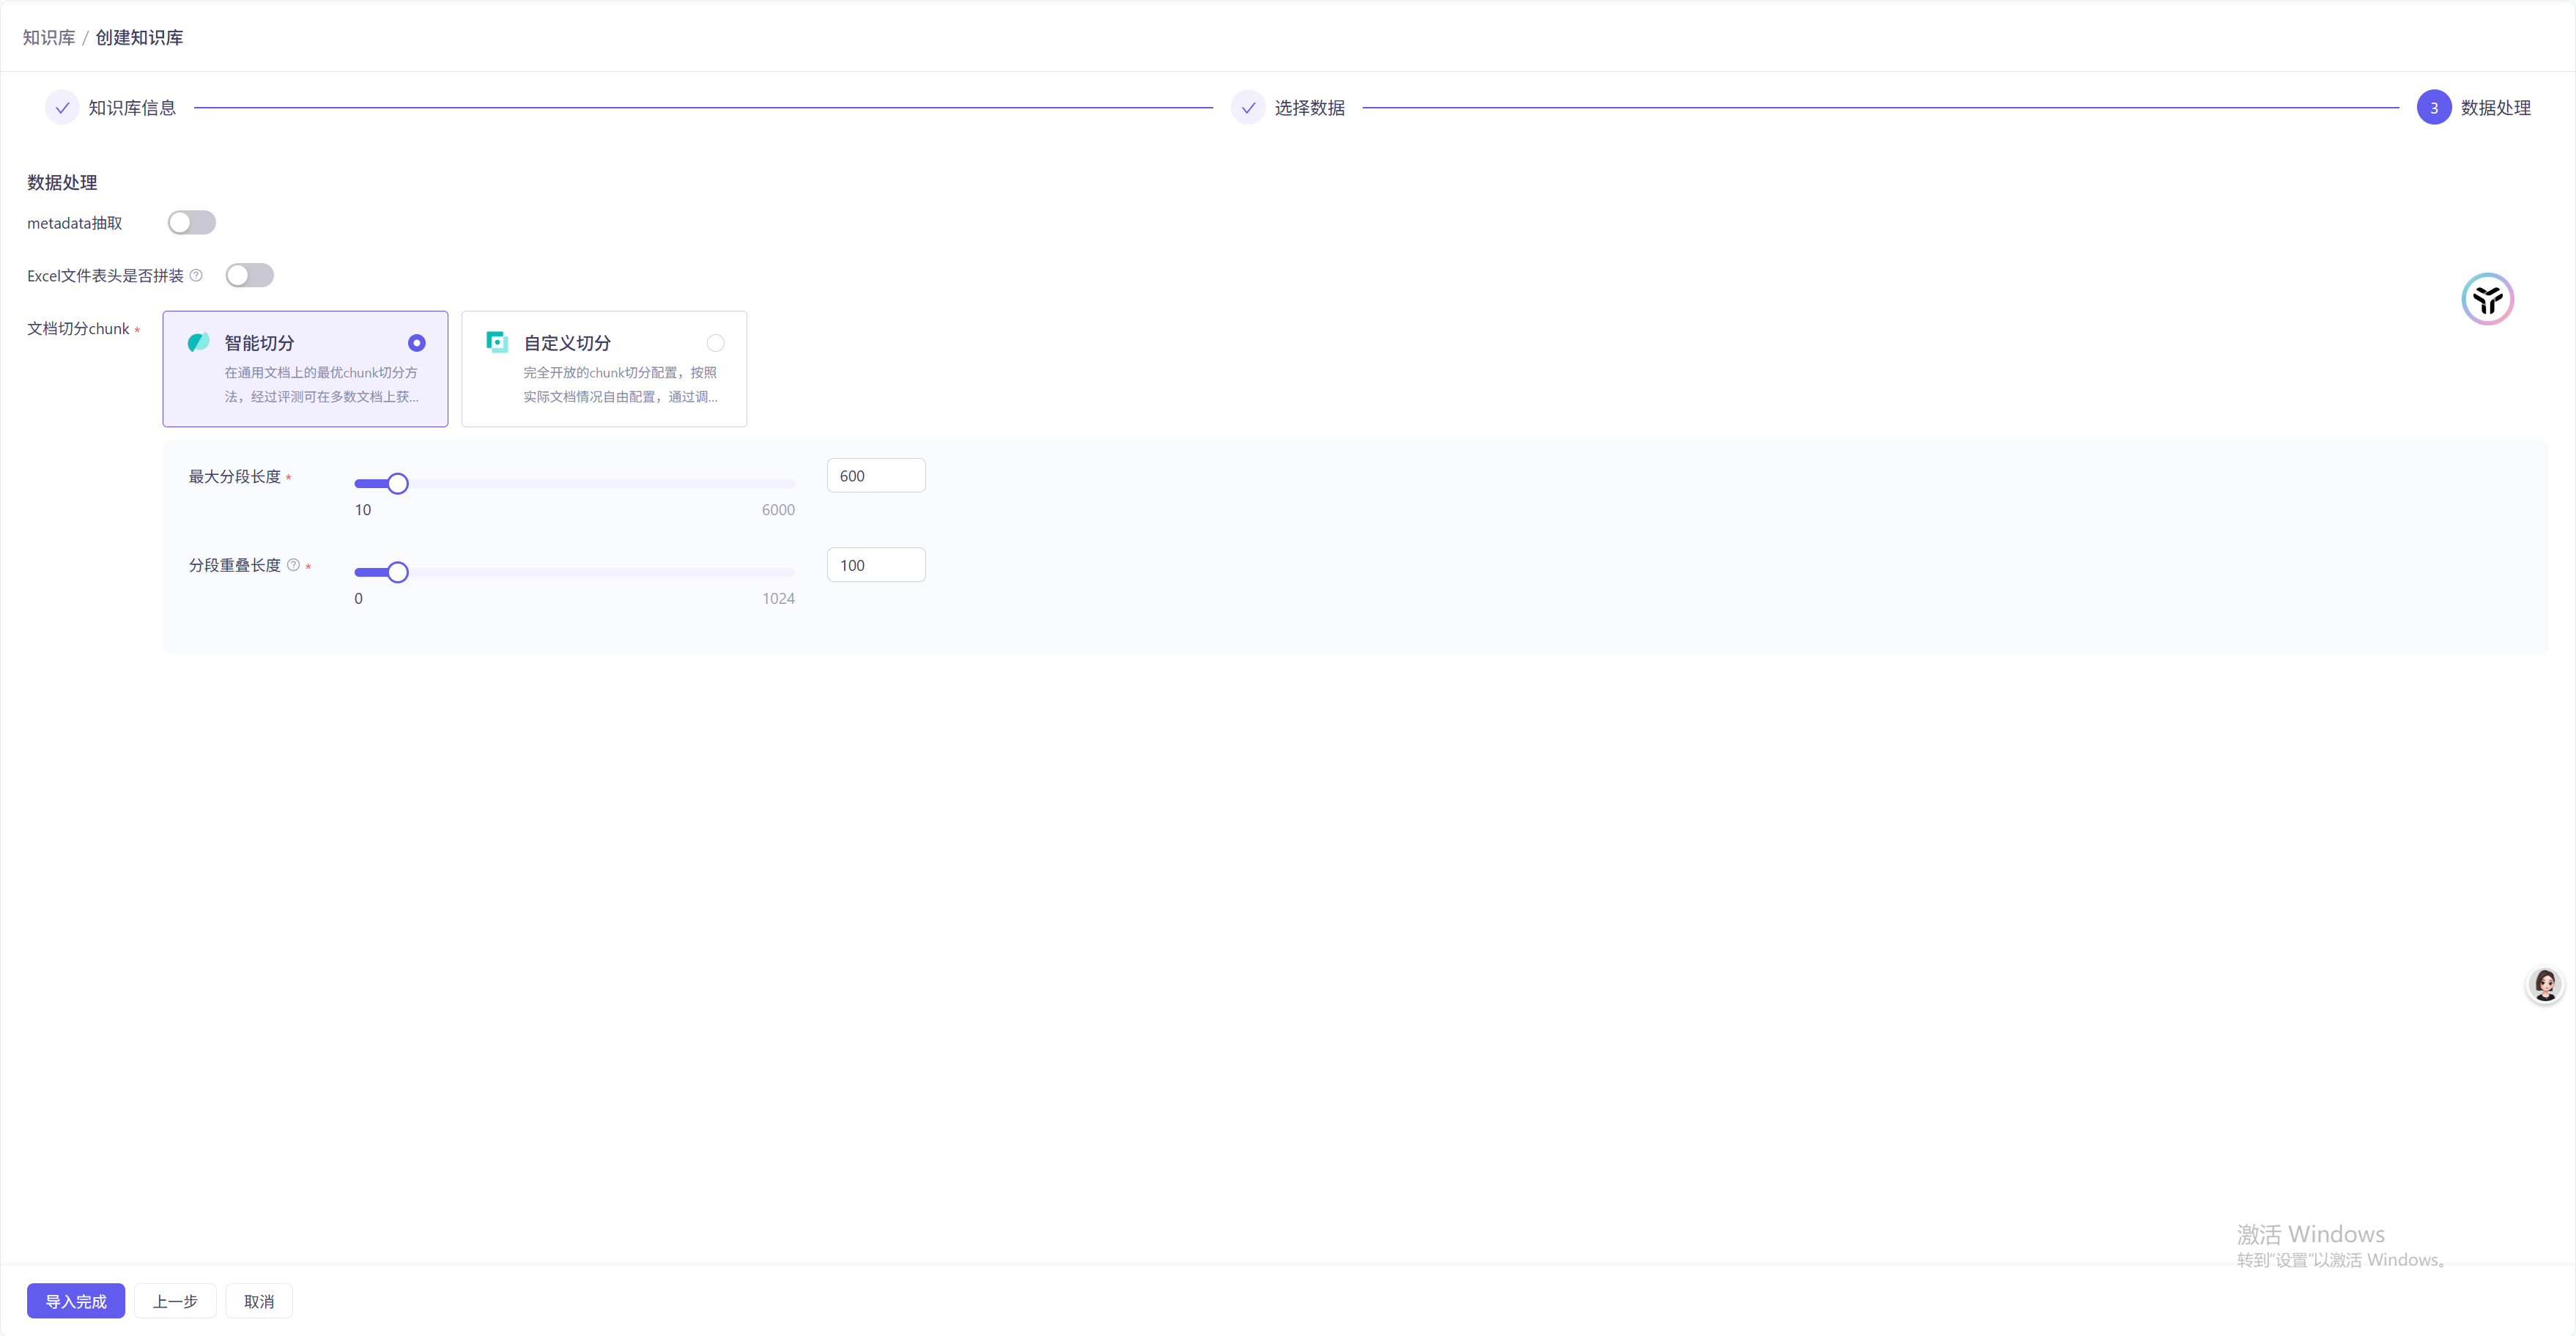 知识库 / 创建知识库
知识库信息
选择数据
3 数据处理
数据处理
metadata抽取
Excel文件表头是否拼装 ?
文档切分chunk *
智能切分
在通用文档上的最优chunk切分方
法，经过评测可在多数文档上获...
自定义切分
完全开放的chunk切分配置，按照
实际文档情况自由配置，通过调...
最大分段长度 *
600
10
6000
分段重叠长度 ? *
100
0
1024
激活 Windows
转到“设置”以激活 Windows。
导入完成
上一步
取消